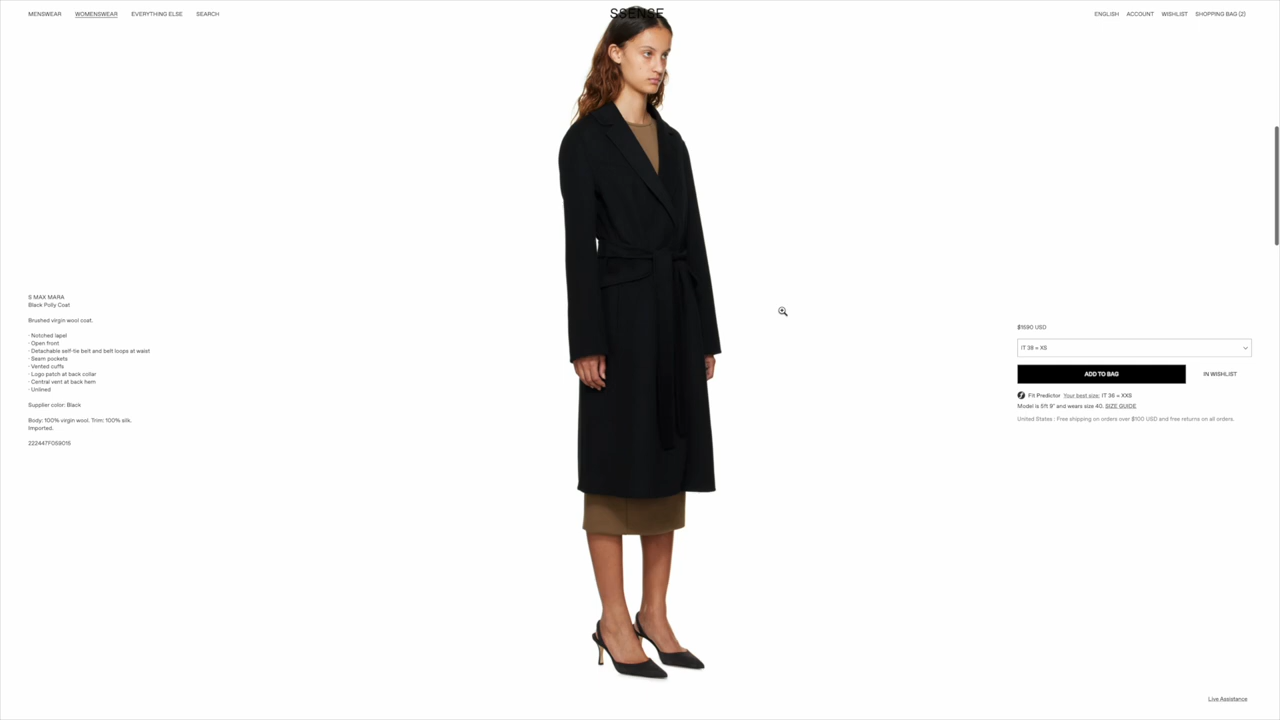 MENSWEAR
WOMENSWEAR
EVERYTHING ELSE
SEARCH
SSENSE
ENGLISH
ACCOUNT
WISHLIST
SHOPPING BAG (2)
S MAX MARA
Black Polly Coat
Brushed virgin wool coat.
· Notched lapel
· Open front
· Detachable self-tie belt and belt loops at waist
· Seam pockets
· Vented cuffs
· Logo patch at back collar
· Central vent at back hem
· Unlined
Supplier color: Black
Body: 100% virgin wool. Trim: 100% silk.
Imported.
222447F059015
$1690 USD
IT 38 = XS
ADD TO BAG
IN WISHLIST
Fit Predictor Your best size: IT 36 = XXS
Model is 5ft 9" and wears size 40. SIZE GUIDE
United States : Free shipping on orders over $100 USD and free returns on all orders.
Live Assistance